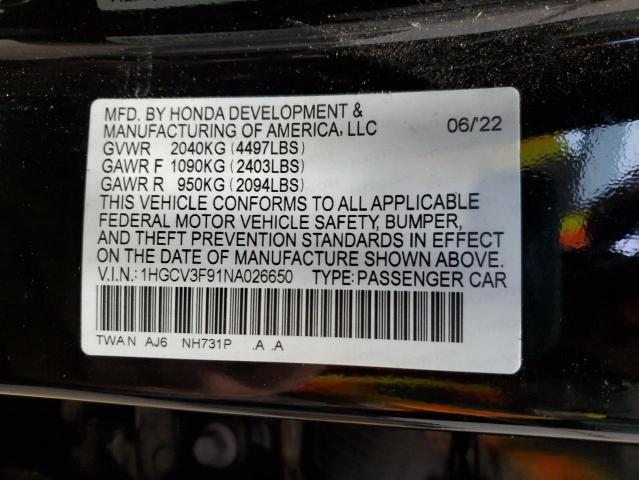 MFD. BY HONDA DEVELOPMENT &
MANUFACTURING OF AMERICA, LLC 06/'22
GVWR 2040KG (4497LBS)
GAWR F 1090KG (2403LBS)
GAWR R 950KG (2094LBS)
THIS VEHICLE CONFORMS TO ALL APPLICABLE
FEDERAL MOTOR VEHICLE SAFETY, BUMPER,
AND THEFT PREVENTION STANDARDS IN EFFECT
ON THE DATE OF MANUFACTURE SHOWN ABOVE.
V.I.N.:1HGCV3F91NA026650 TYPE:PASSENGER CAR
TWA N AJ6 NH731P .A .A